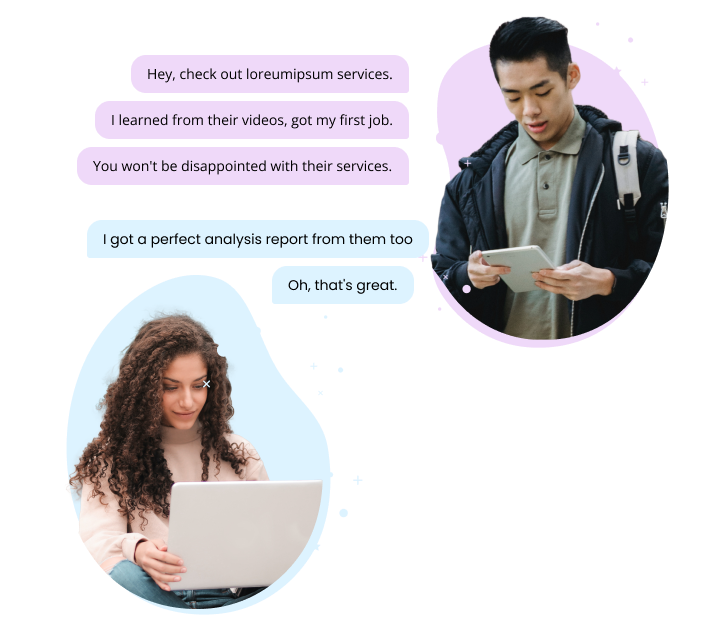 Hey, check out loreumipsum services.
I learned from their videos, got my first job.
You won't be disappointed with their services.
I got a perfect analysis report from them too
Oh, that's great.